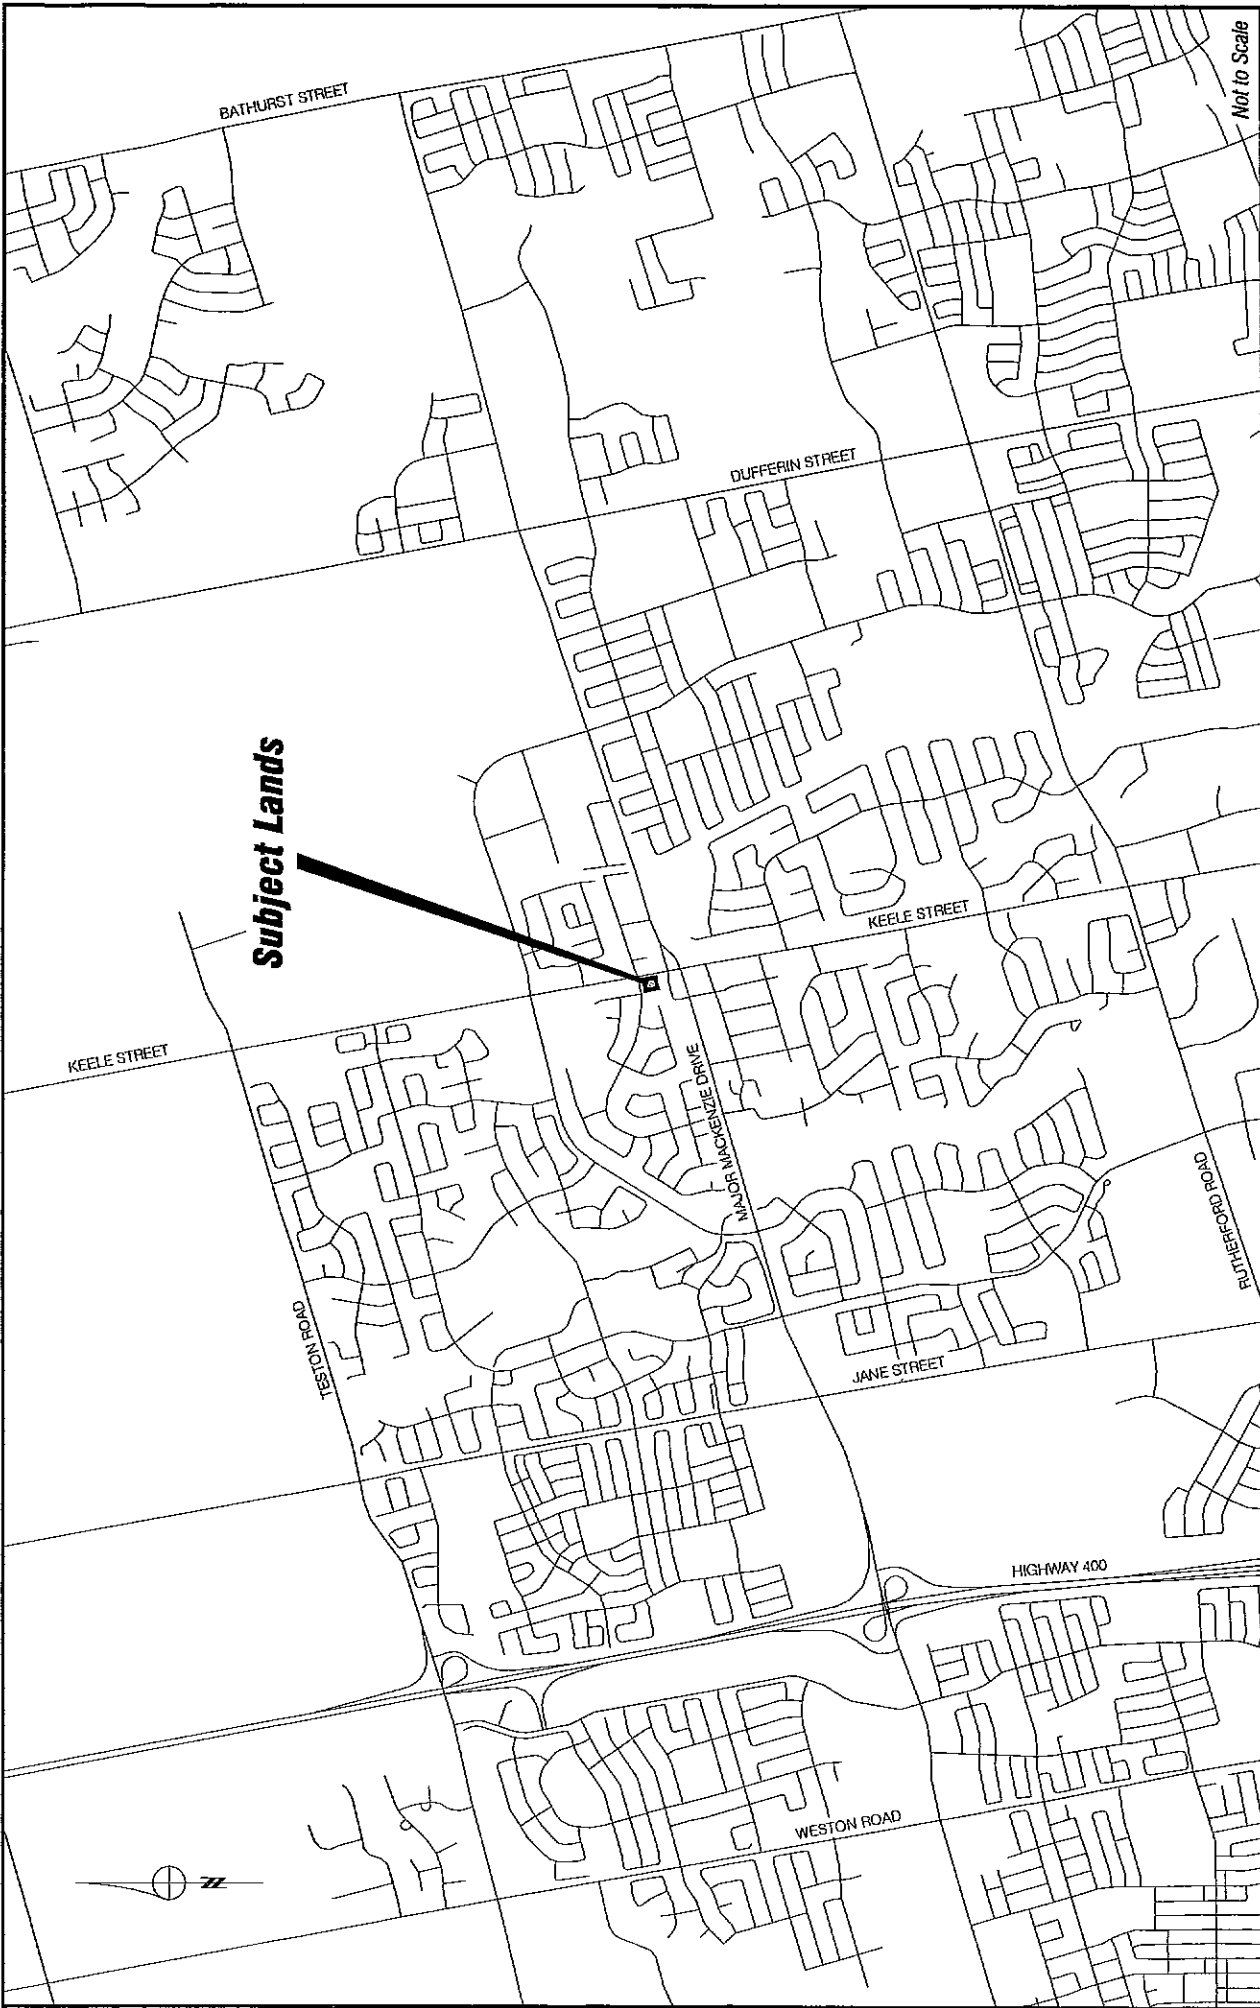 BATHURST STREET
Not to Scale
DUFFERIN STREET
Subject Lands
KEELE STREET
KEELE STREET
MAJOR MACKENZIE DRIVE
RUTHERFORD ROAD
TESTON ROAD
JANE STREET
HIGHWAY 400
WESTON ROAD
N